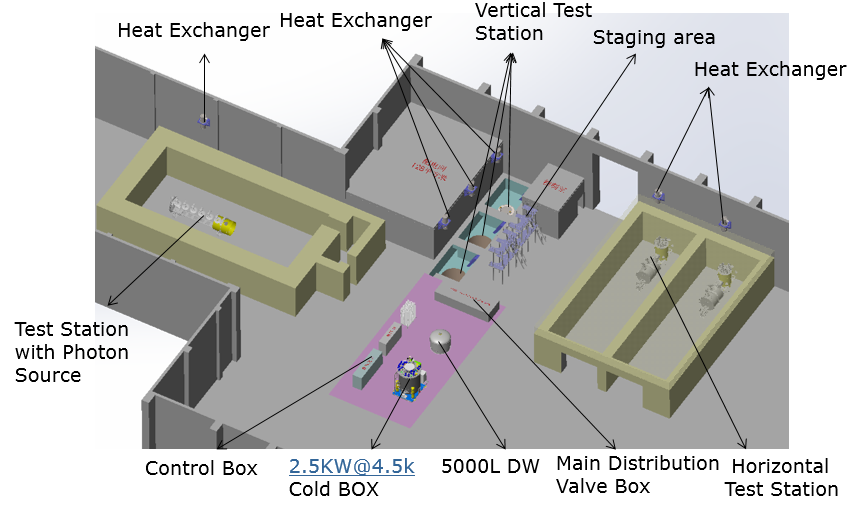 Vertical Test
Station
Heat Exchanger
Heat Exchanger
Staging area
Heat Exchanger
Test Station
with Photon
Source
Control Box
2.5KW@4.5k
Cold BOX
5000L DW
Main Distribution
Valve Box
Horizontal
Test Station